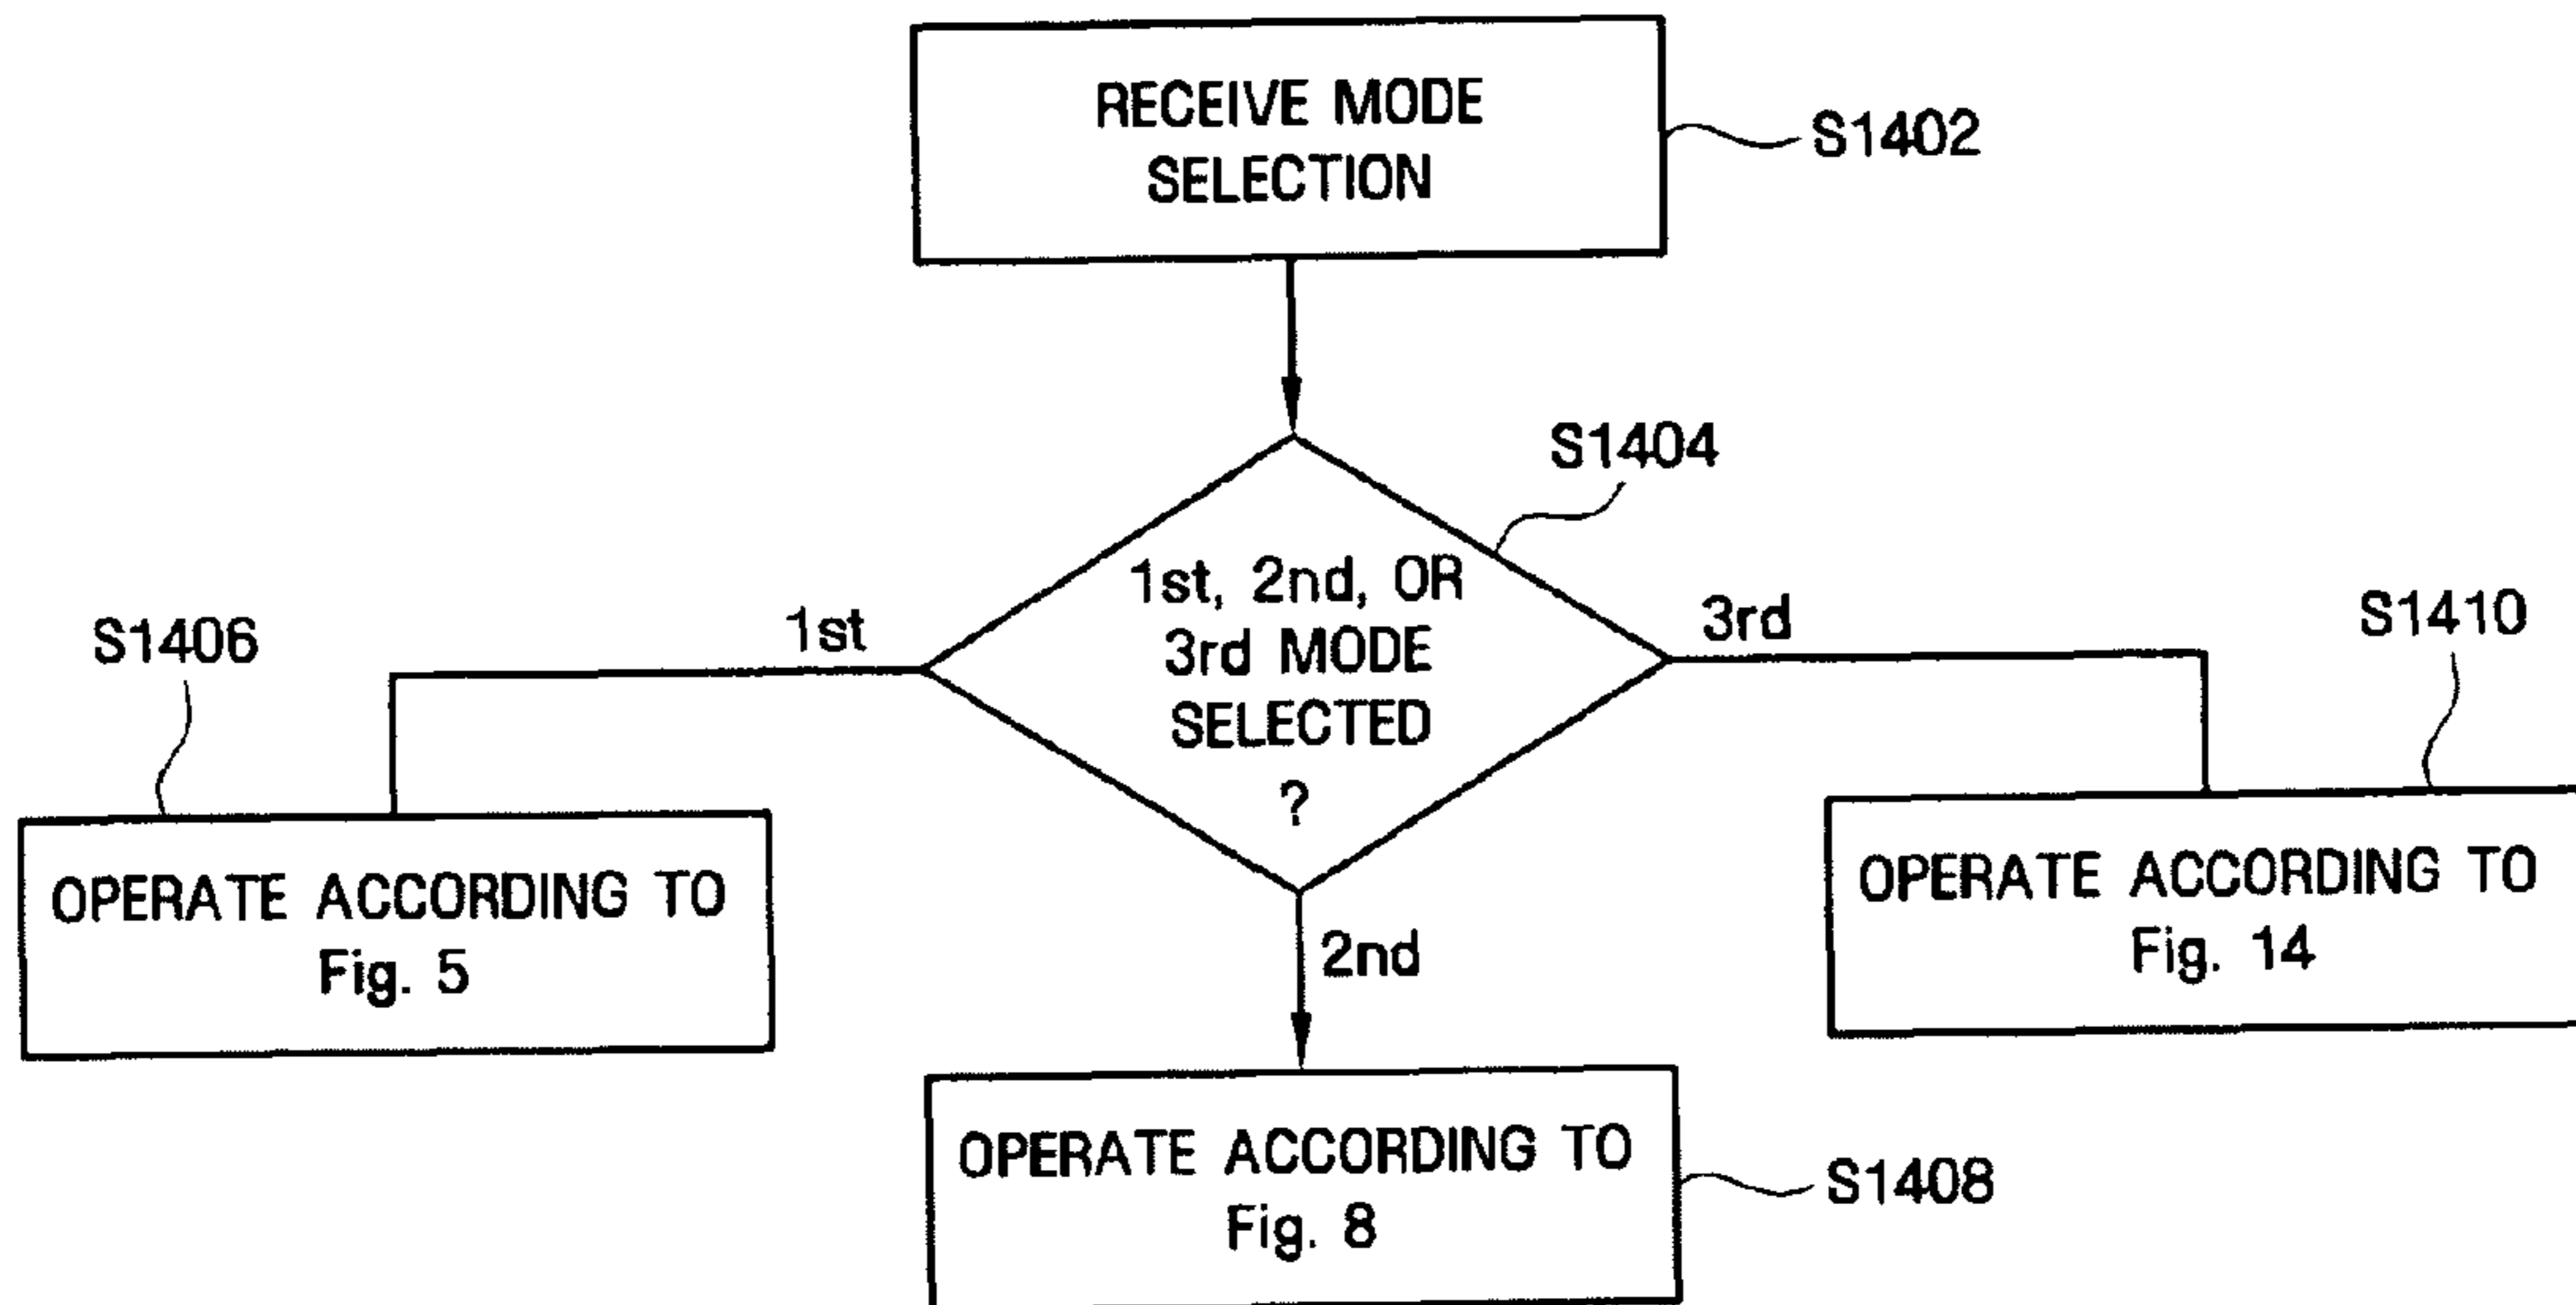 RECEIVE MODE
SELECTION
S1402
S1404
1st, 2nd, OR
3rd MODE
SELECTED
?
1st
3rd
2nd
S1406
OPERATE ACCORDING TO
Fig. 5
S1410
OPERATE ACCORDING TO
Fig. 14
OPERATE ACCORDING TO
Fig. 8
S1408